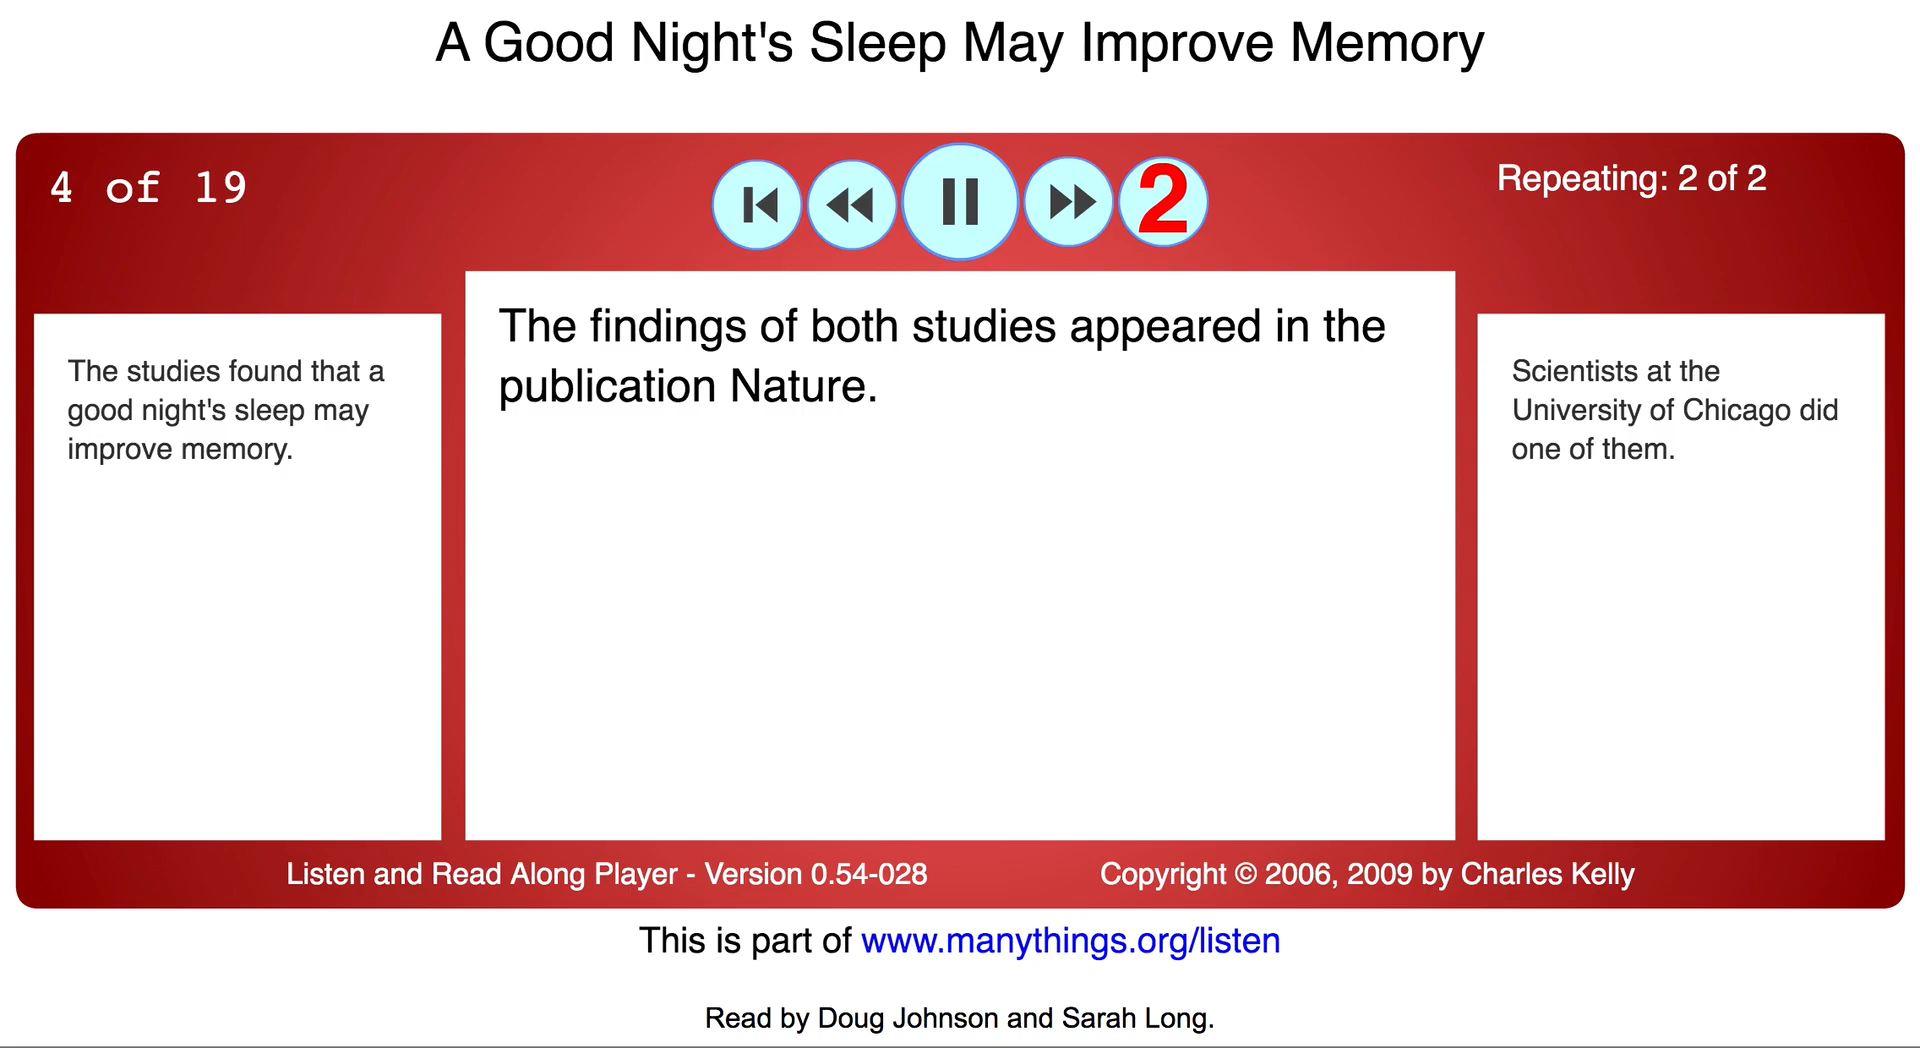 A Good Night's Sleep May Improve Memory
4 of 19
2
Repeating: 2 of 2
The studies found that a
good night's sleep may
improve memory.
The findings of both studies appeared in the
publication Nature.
Scientists at the
University of Chicago did
one of them.
Listen and Read Along Player - Version 0.54-028
Copyright © 2006, 2009 by Charles Kelly
This is part of www.manythings.org/listen
Read by Doug Johnson and Sarah Long.